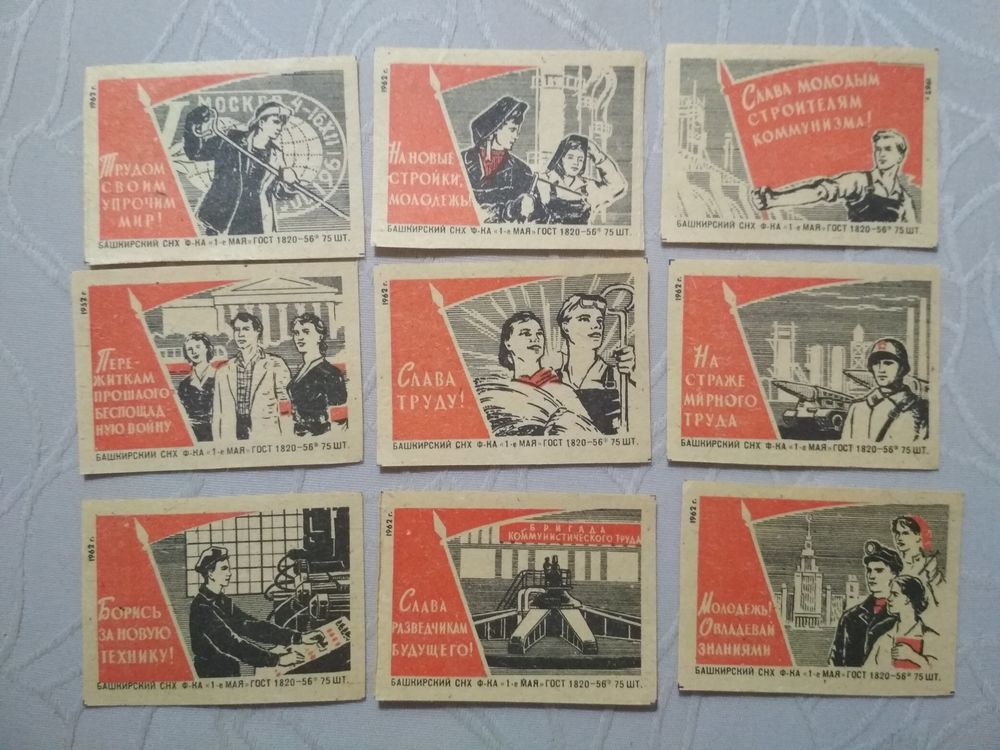 1962 г.
МОСКВА 4-16XII 196
ТРУДОМ
СВОИМ
УПРОЧИМ
МИР!
БАШКИРСКИЙ СНХ Ф-КА «1-е МАЯ» ГОСТ 1820-56* 75 ШТ.
1962 г.
НА НОВЫЕ
СТРОЙКИ,
МОЛОДЕЖЬ!
БАШКИРСКИЙ СНХ Ф-КА «1-е МАЯ» ГОСТ 1820-56* 75 ШТ.
1962 г.
СЛАВА МОЛОДЫМ
СТРОИТЕЛЯМ
КОММУНИЗМА!
БАШКИРСКИЙ СНХ Ф-КА «1-е МАЯ» ГОСТ 1820-56* 75 ШТ.
1962 г.
ПЕРЕ-
ЖИТКАМ
ПРОШЛОГО
БЕСПОЩАД-
НУЮ ВОЙНУ
БАШКИРСКИЙ СНХ Ф-КА «1-е МАЯ» ГОСТ 1820-56* 75 ШТ.
1962 г.
СЛАВА
ТРУДУ!
БАШКИРСКИЙ СНХ Ф-КА «1-е МАЯ» ГОСТ 1820-56* 75 ШТ.
1962 г.
НА
СТРАЖЕ
МИРНОГО
ТРУДА
БАШКИРСКИЙ СНХ Ф-КА «1-е МАЯ» ГОСТ 1820-56* 75 ШТ.
1962 г.
БОРИСЬ
ЗА НОВУЮ
ТЕХНИКУ!
БАШКИРСКИЙ СНХ Ф-КА «1-е МАЯ» ГОСТ 1820-56* 75 ШТ.
1962 г.
БРИГАДА
КОММУНИСТИЧЕСКОГО ТРУДА
СЛАВА
РАЗВЕДЧИКАМ
БУДУЩЕГО!
БАШКИРСКИЙ СНХ Ф-КА «1-е МАЯ» ГОСТ 1820-56* 75 ШТ.
1962 г.
МОЛОДЕЖЬ!
ОВЛАДЕВАЙ
ЗНАНИЯМИ
БАШКИРСКИЙ СНХ Ф-КА «1-е МАЯ» ГОСТ 1820-56* 75 ШТ.